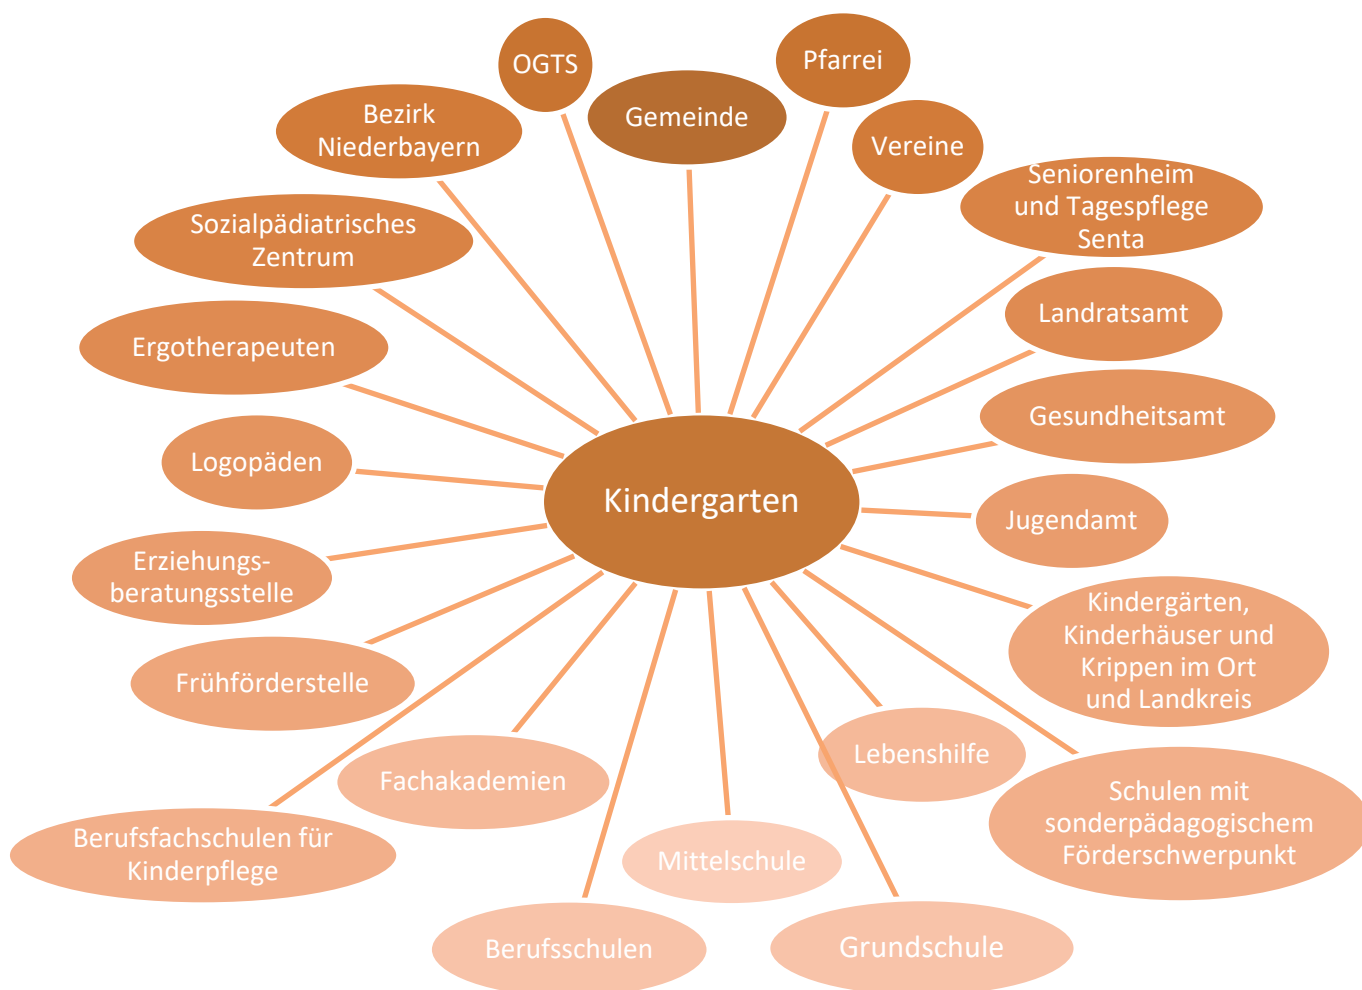 OGTS
Pfarrei
Gemeinde
Bezirk
Niederbayern
Vereine
Seniorenheim
und Tagespflege
Senta
Sozialpädiatrisches
Zentrum
Landratsamt
Ergotherapeuten
Gesundheitsamt
Logopäden
Kindergarten
Jugendamt
Erziehungs-
beratungsstelle
Kindergärten,
Kinderhäuser und
Krippen im Ort
und Landkreis
Frühförderstelle
Lebenshilfe
Fachakademien
Schulen mit
sonderpädagogischem
Förderschwerpunkt
Berufsfachschulen für
Kinderpflege
Mittelschule
Berufsschulen
Grundschule